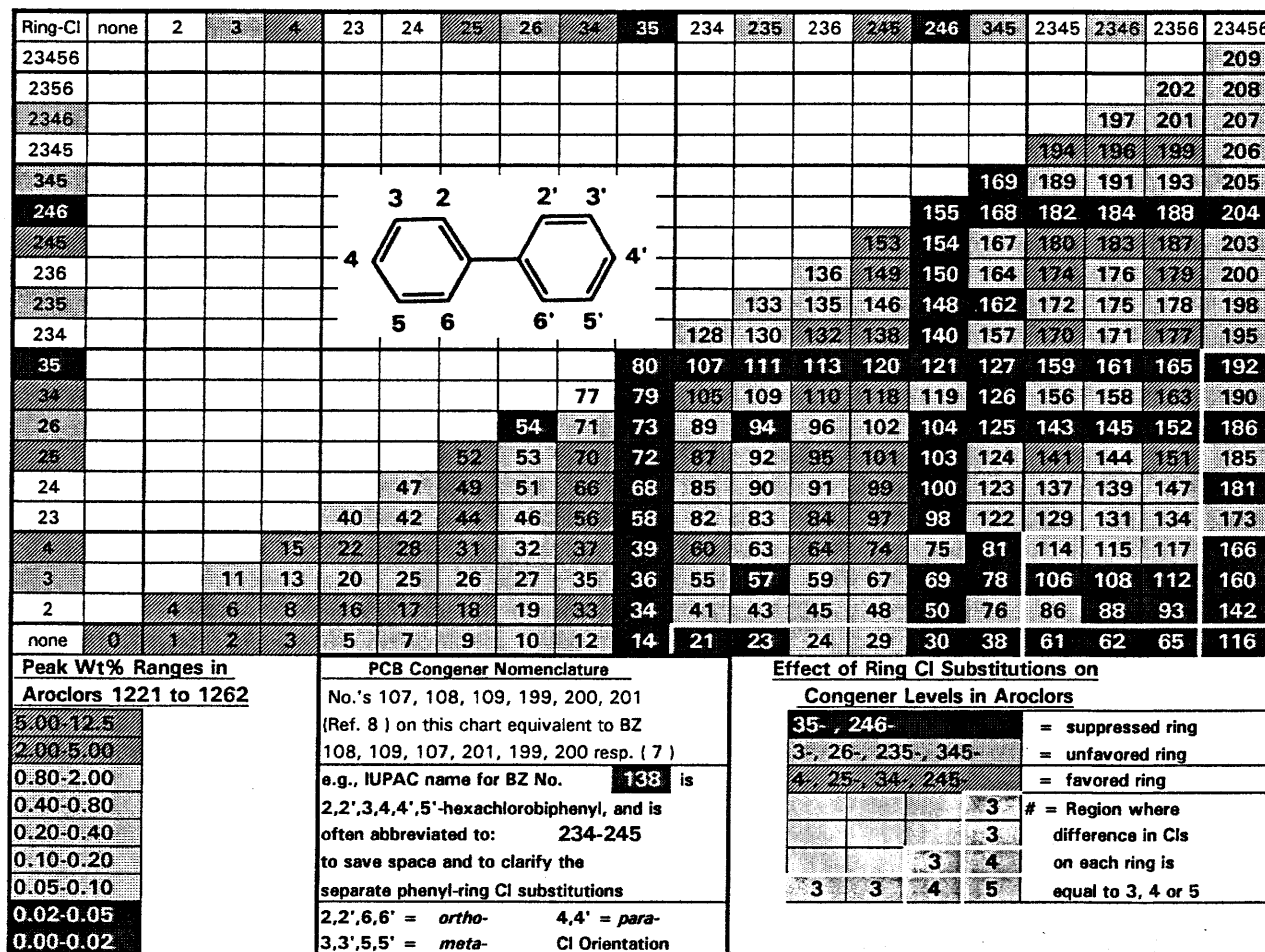 Ring-Cl none 2 3 4 23 24 25 26 34 35 234 235 236 245 246 345 2345 2346 2356 23456
23456 209
2356 202 208
2346 197 201 207
2345 194 196 199 206
345 169 189 191 193 205
246 155 168 182 184 188 204
245 153 154 167 180 183 187 203
236 136 149 150 164 174 176 179 200
235 133 135 146 148 162 172 175 178 198
234 128 130 132 138 140 157 170 171 177 195
35 80 107 111 113 120 121 127 159 161 165 192
34 77 79 105 109 110 118 119 126 156 158 163 190
26 54 71 73 89 94 96 102 104 125 143 145 152 186
25 52 53 70 72 87 92 95 101 103 124 141 144 151 185
24 47 49 51 66 68 85 90 91 99 100 123 137 139 147 181
23 40 42 44 46 56 58 82 83 84 97 98 122 129 131 134 173
4 15 22 28 31 32 37 39 60 63 64 74 75 81 114 115 117 166
3 11 13 20 25 26 27 35 36 55 57 59 67 69 78 106 108 112 160
2 4 6 8 16 17 18 19 33 34 41 43 45 48 50 76 86 88 93 142
none 0 1 2 3 5 7 9 10 12 14 21 23 24 29 30 38 61 62 65 116
3 2 2' 3'
4 4'
5 6 6' 5'
Peak Wt% Ranges in
Aroclors 1221 to 1262
5.00-12.5
2.00-5.00
0.80-2.00
0.40-0.80
0.20-0.40
0.10-0.20
0.05-0.10
0.02-0.05
0.00-0.02
PCB Congener Nomenclature
No.'s 107, 108, 109, 199, 200, 201
(Ref. 8 ) on this chart equivalent to BZ
108, 109, 107, 201, 199, 200 resp. ( 7 )
e.g., IUPAC name for BZ No. 138 is
2,2',3,4,4',5'-hexachlorobiphenyl, and is
often abbreviated to: 234-245
to save space and to clarify the
separate phenyl-ring Cl substitutions
2,2',6,6' = ortho- 4,4' = para-
3,3',5,5' = meta- Cl Orientation
Effect of Ring Cl Substitutions on
Congener Levels in Aroclors
35- , 246- = suppressed ring
3-, 26-, 235-, 345- = unfavored ring
4-, 25-, 34-, 245- = favored ring
3 # = Region where
3 difference in Cls
3 4 on each ring is
3 3 4 5 equal to 3, 4 or 5